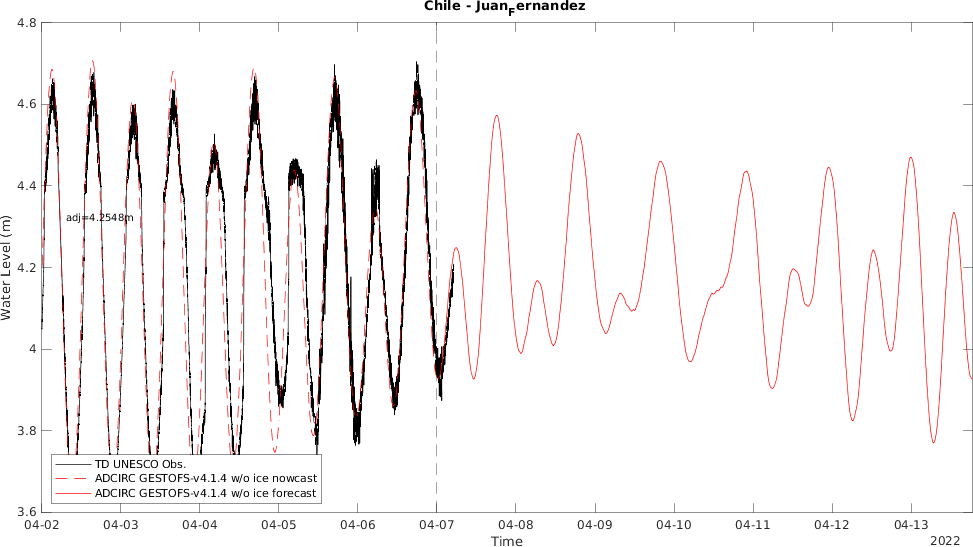 Chile - JuanFernandez
4.8
4.6
4.4
4.2
4
3.8
3.6
Water Level (m)
adj=4.2548m
TD UNESCO Obs.
ADCIRC GESTOFS-v4.1.4 w/o ice nowcast
ADCIRC GESTOFS-v4.1.4 w/o ice forecast
04-02 04-03 04-04 04-05 04-06 04-07 04-08 04-09 04-10 04-11 04-12 04-13
Time
2022